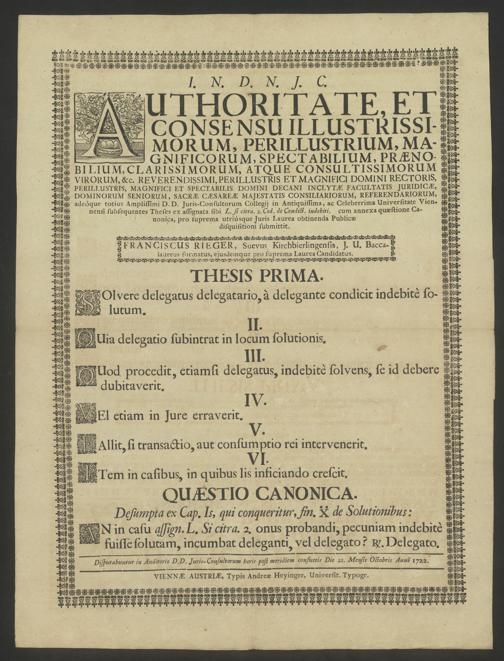 I. N. D. N. J. C.
AUTHORITATE, ET
CONSENSU ILLUSTRISSI-
MORUM, PERILLUSTRIUM, MA-
GNIFICORUM, SPECTABILIUM, PRÆNO-
BILIUM, CLARISSIMORUM, ATQUE CONSULTISSIMORUM
VIRORUM, &c. REVERENDISSIMI, PERILLUSTRIS ET MAGNIFICI DOMINI RECTORIS,
PERILLUSTRIS, MAGNIFICI ET SPECTABILIS DOMINI DECANI INCLYTÆ FACULTATIS JURIDICÆ,
DOMINORUM SENIORUM, SACRÆ CÆSAREÆ MAJESTATIS CONSILIARIORUM, REFERENDARIORUM,
adeóque totius Amplissimi D.D. Juris-Consultorum Collegij in Antiquissima, ac Celeberrima Universitate Vien-
nensi subsequentes Theses ex assignata sibi L. si citra. 2. Cod. de Condict. indebiti. cum annexa quæstione Ca-
nonica, pro suprema utriúsque Juris Laurea obtinenda Publicæ
disquisitioni submittit.
FRANCISCUS RIEGER, Suevus Kirchbierlingensis, J. U. Bacca-
laureus formatus, ejusdemque pro suprema Laurea Candidatus.
THESIS PRIMA.
SOlvere delegatus delegatario, à delegante condicit indebitè so-
lutum.
II.
QUia delegatio subintrat in locum solutionis.
III.
QUod procedit, etiamsi delegatus, indebitè solvens, se id debere
dubitaverit.
IV.
VEl etiam in Jure erraverit.
V.
FAllit, si transactio, aut consumptio rei intervenerit.
VI.
ITem in casibus, in quibus lis inficiando crescit.
QUÆSTIO CANONICA.
Desumpta ex Cap. Is, qui conqueritur. fin. X. de Solutionibus:
AN in casu assign. L. Si citra. 2. onus probandi, pecuniam indebitè
fuisse solutam, incumbat deleganti, vel delegato? ℟. Delegato.
Disputabuntur in Auditorio D.D. Juris-Consultorum horis post meridiem consuetis Die 21. Mensis Octobris Anni 1722.
VIENNÆ AUSTRIÆ, Typis Andreæ Heyinger, Universit. Typogr.